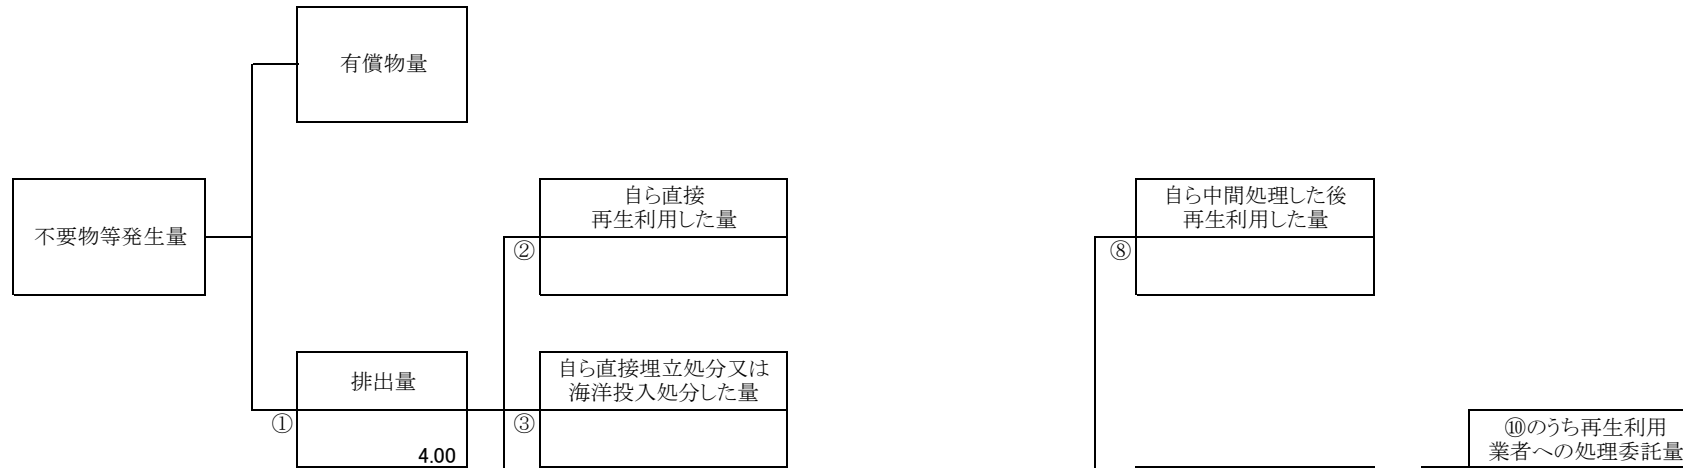 有償物量
不要物等発生量
自ら直接
再生利用した量
②
自ら中間処理した後
再生利用した量
⑧
排出量
①
4.00
自ら直接埋立処分又は
海洋投入処分した量
③
⑩のうち再生利用
業者への処理委託量